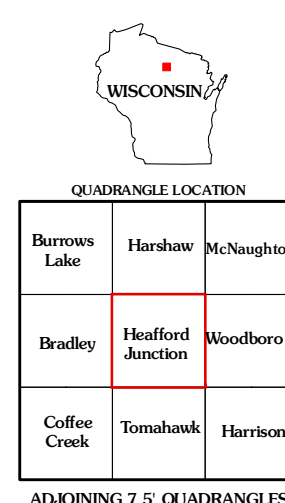 WISCONSIN
QUADRANGLE LOCATION
Burrows Lake
Harshaw
McNaughto
Bradley
Heafford Junction
Woodboro
Coffee Creek
Tomahawk
Harrison
ADJOINING 7.5' QUADRANGLES